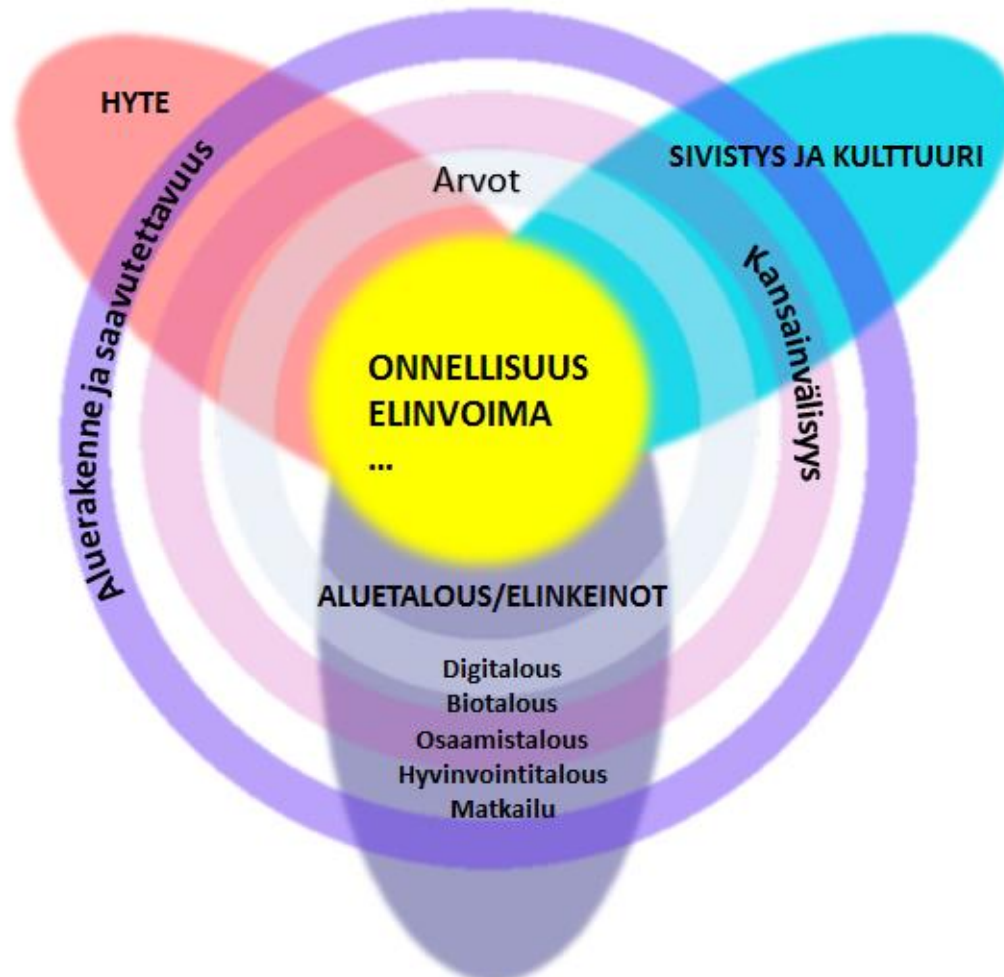 HYTE
SIVISTYS JA KULTTUURI
Arvot
Aluerakenne ja saavutettavuus
Kansainvälisyys
ONNELLISUUS
ELINVOIMA
...
ALUETALOUS/ELINKEINOT
Digitalous
Biotalous
Osaamistalous
Hyvinvointitalous
Matkailu